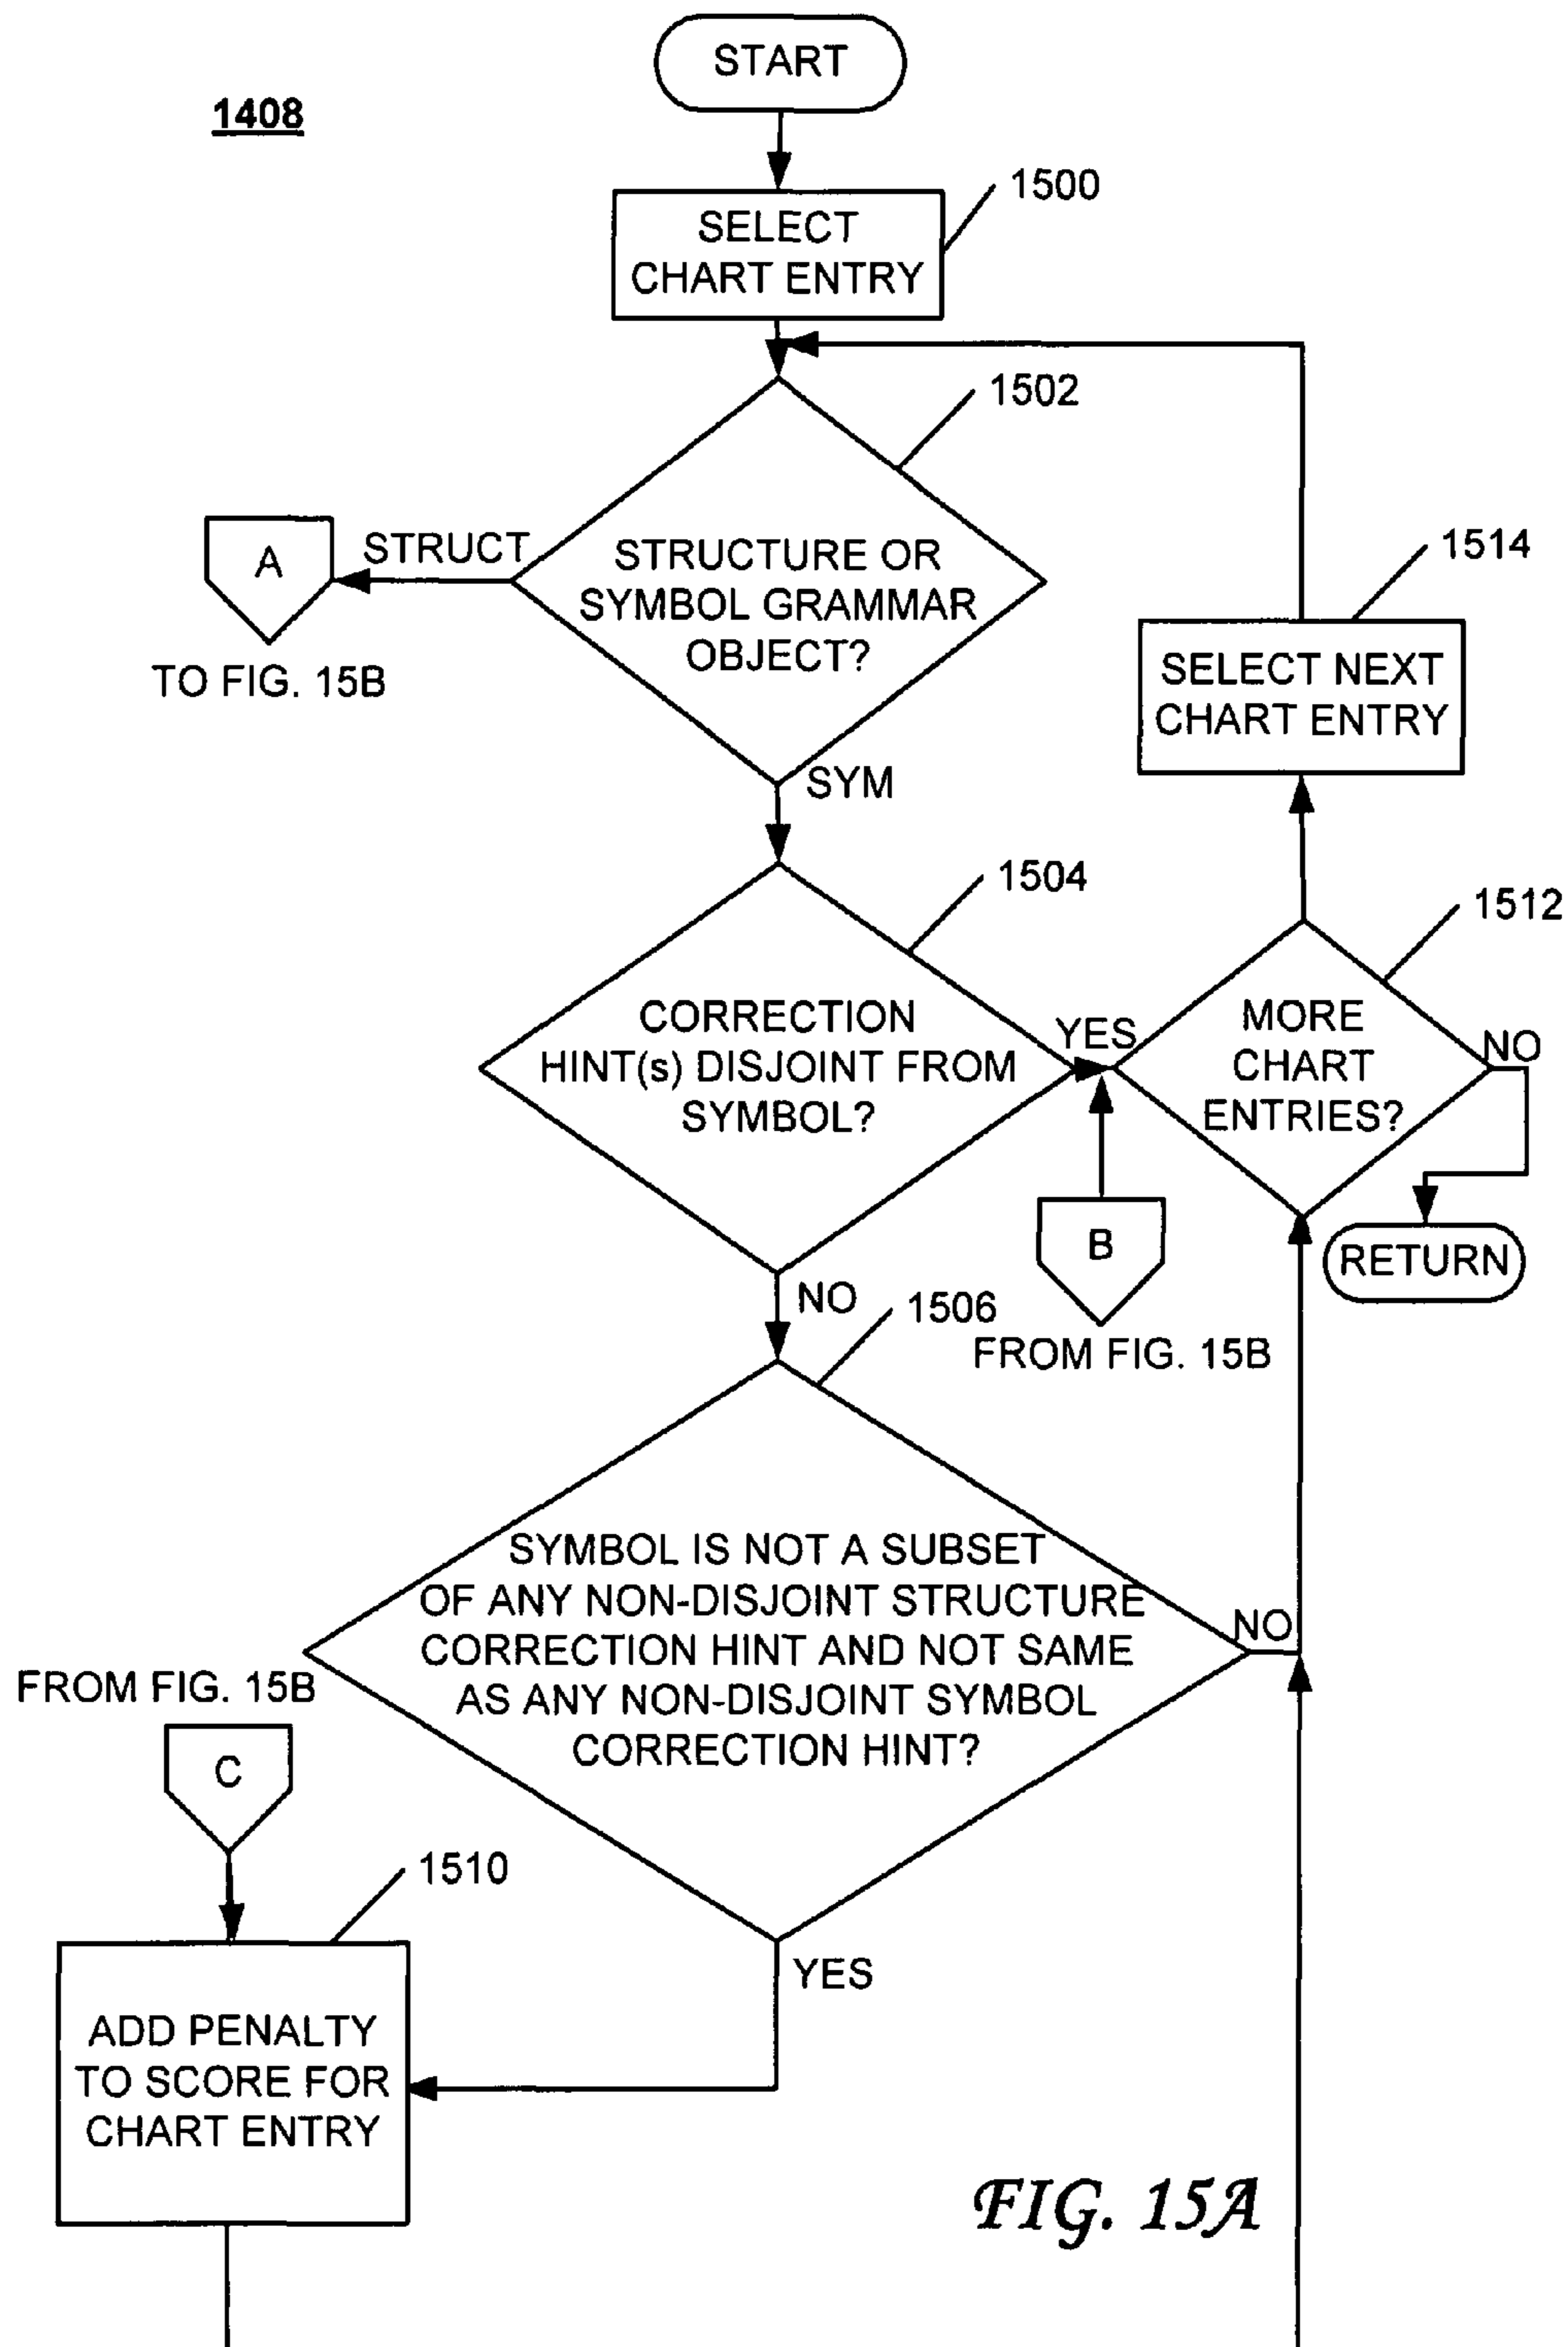 START
1408
1500
SELECT
CHART ENTRY
1502
STRUCT
A
STRUCTURE OR
SYMBOL GRAMMAR
OBJECT?
TO FIG. 15B
1514
SELECT NEXT
CHART ENTRY
SYM
1504
1512
CORRECTION
HINT(s) DISJOINT FROM
SYMBOL?
YES
MORE
CHART
ENTRIES?
NO
B
RETURN
NO
1506
FROM FIG. 15B
SYMBOL IS NOT A SUBSET
OF ANY NON-DISJOINT STRUCTURE
CORRECTION HINT AND NOT SAME
AS ANY NON-DISJOINT SYMBOL
CORRECTION HINT?
NO
FROM FIG. 15B
C
1510
YES
ADD PENALTY
TO SCORE FOR
CHART ENTRY
FIG. 15A